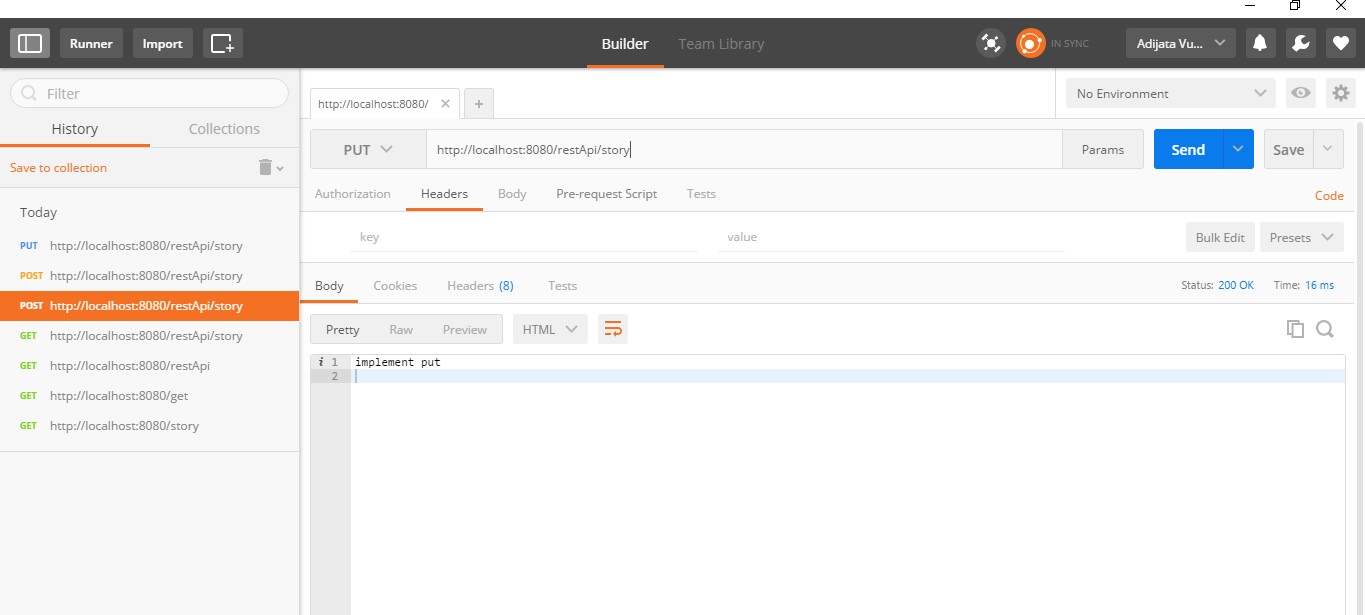 Runner Import Builder Team Library IN SYNC Adijata Vu...
Filter
History Collections
Save to collection
Today
PUT http://localhost:8080/restApi/story
POST http://localhost:8080/restApi/story
POST http://localhost:8080/restApi/story
GET http://localhost:8080/restApi/story
GET http://localhost:8080/restApi
GET http://localhost:8080/get
GET http://localhost:8080/story
http://localhost:8080/ No Environment
PUT http://localhost:8080/restApi/story Params Send Save
Authorization Headers Body Pre-request Script Tests Code
key value Bulk Edit Presets
Body Cookies Headers (8) Tests Status: 200 OK Time: 16 ms
Pretty Raw Preview HTML
i 1 implement put
2